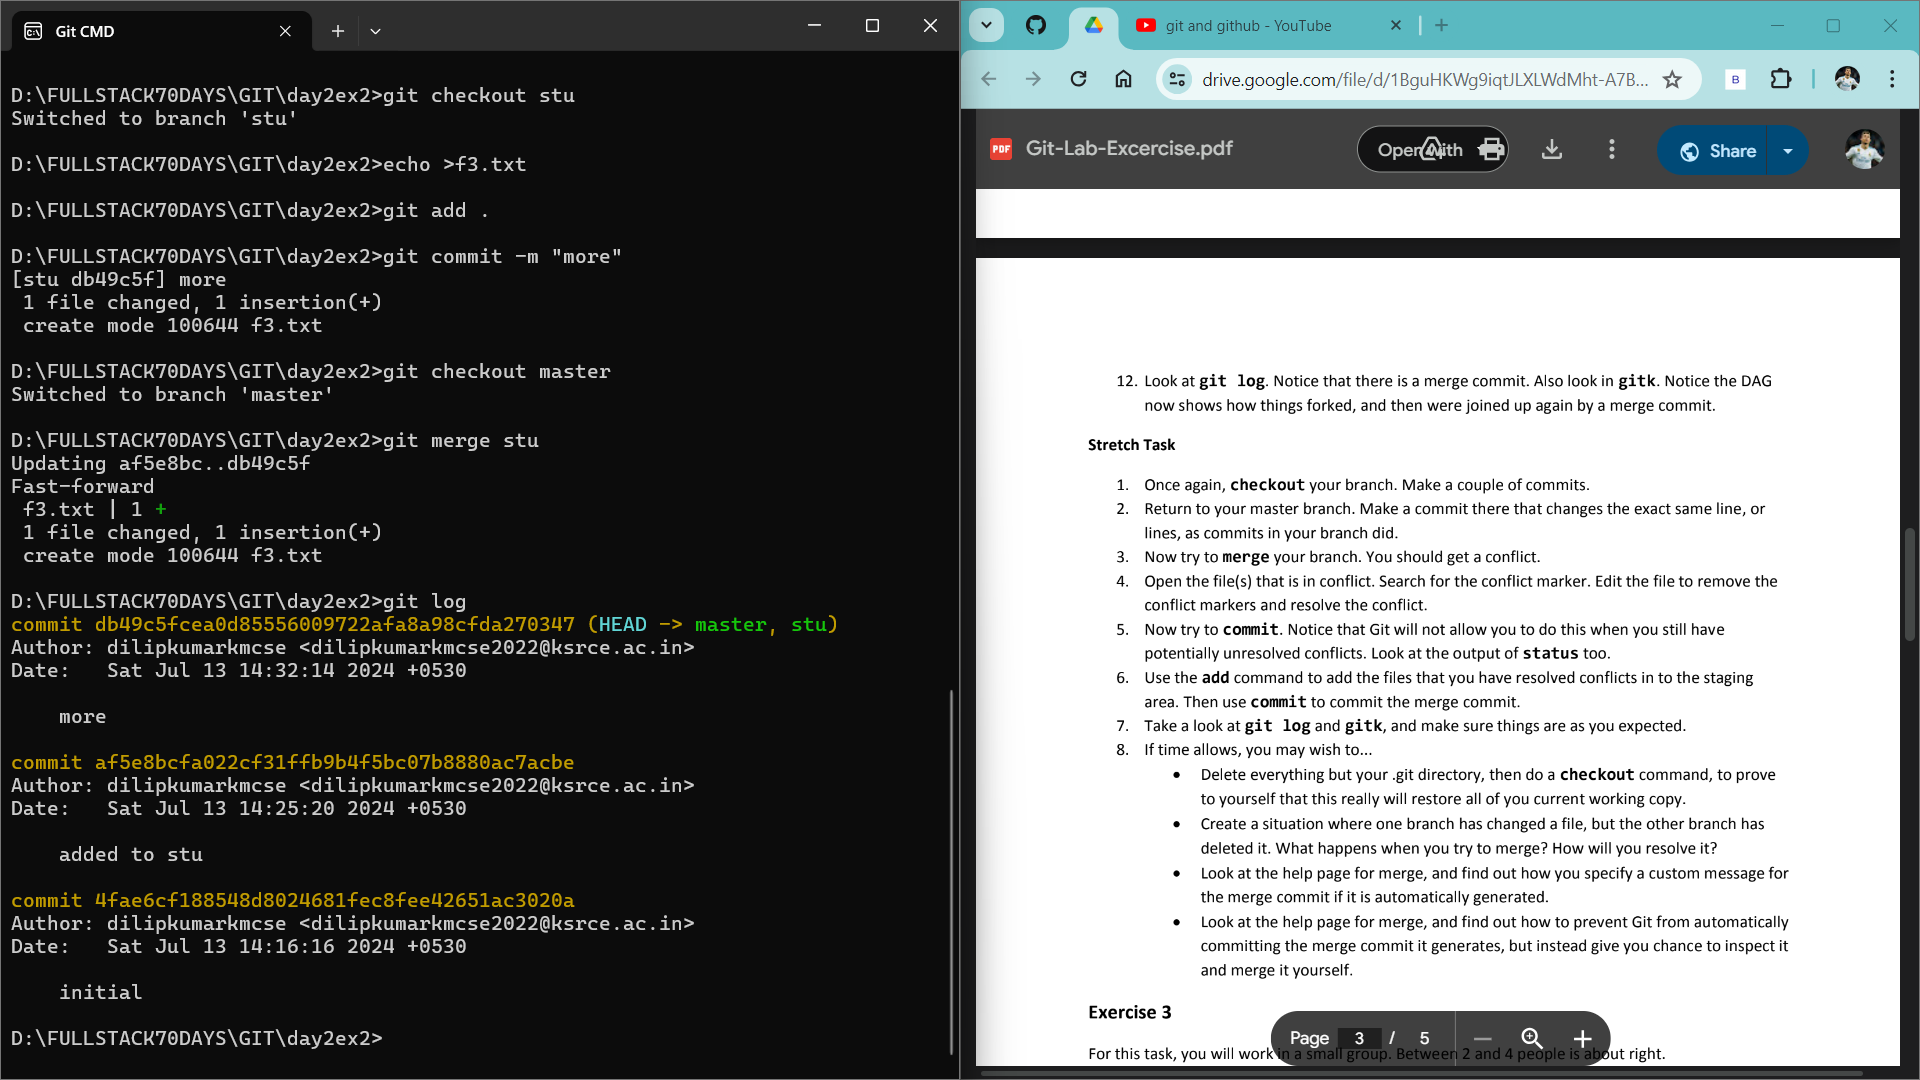 Git CMD
D:\FULLSTACK70DAYS\GIT\day2ex2>git checkout stu
Switched to branch 'stu'
D:\FULLSTACK70DAYS\GIT\day2ex2>echo >f3.txt
D:\FULLSTACK70DAYS\GIT\day2ex2>git add .
D:\FULLSTACK70DAYS\GIT\day2ex2>git commit -m "more"
[stu db49c5f] more
1 file changed, 1 insertion(+)
create mode 100644 f3.txt
D:\FULLSTACK70DAYS\GIT\day2ex2>git checkout master
Switched to branch 'master'
D:\FULLSTACK70DAYS\GIT\day2ex2>git merge stu
Updating af5e8bc..db49c5f
Fast-forward
f3.txt | 1 +
1 file changed, 1 insertion(+)
create mode 100644 f3.txt
D:\FULLSTACK70DAYS\GIT\day2ex2>git log
commit db49c5fcea0d85556009722afa8a98cfda270347 (HEAD -> master, stu)
Author: dilipkumarkmcse <dilipkumarkmcse2022@ksrce.ac.in>
Date:   Sat Jul 13 14:32:14 2024 +0530
more
commit af5e8bcfa022cf31ffb9b4f5bc07b8880ac7acbe
Author: dilipkumarkmcse <dilipkumarkmcse2022@ksrce.ac.in>
Date:   Sat Jul 13 14:25:20 2024 +0530
added to stu
commit 4fae6cf188548d8024681fec8fee42651ac3020a
Author: dilipkumarkmcse <dilipkumarkmcse2022@ksrce.ac.in>
Date:   Sat Jul 13 14:16:16 2024 +0530
initial
D:\FULLSTACK70DAYS\GIT\day2ex2>
git and github - YouTube
drive.google.com/file/d/1BguHKWg9iqtJLXLWdMht-A7B...
B
PDF Git-Lab-Excercise.pdf
Open with
Share
12. Look at git log. Notice that there is a merge commit. Also look in gitk. Notice the DAG
now shows how things forked, and then were joined up again by a merge commit.
Stretch Task
1. Once again, checkout your branch. Make a couple of commits.
2. Return to your master branch. Make a commit there that changes the exact same line, or
lines, as commits in your branch did.
3. Now try to merge your branch. You should get a conflict.
4. Open the file(s) that is in conflict. Search for the conflict marker. Edit the file to remove the
conflict markers and resolve the conflict.
5. Now try to commit. Notice that Git will not allow you to do this when you still have
potentially unresolved conflicts. Look at the output of status too.
6. Use the add command to add the files that you have resolved conflicts in to the staging
area. Then use commit to commit the merge commit.
7. Take a look at git log and gitk, and make sure things are as you expected.
8. If time allows, you may wish to...
• Delete everything but your .git directory, then do a checkout command, to prove
to yourself that this really will restore all of you current working copy.
• Create a situation where one branch has changed a file, but the other branch has
deleted it. What happens when you try to merge? How will you resolve it?
• Look at the help page for merge, and find out how you specify a custom message for
the merge commit if it is automatically generated.
• Look at the help page for merge, and find out how to prevent Git from automatically
committing the merge commit it generates, but instead give you chance to inspect it
and merge it yourself.
Exercise 3
Page 3 / 5
For this task, you will work in a small group. Between 2 and 4 people is about right.